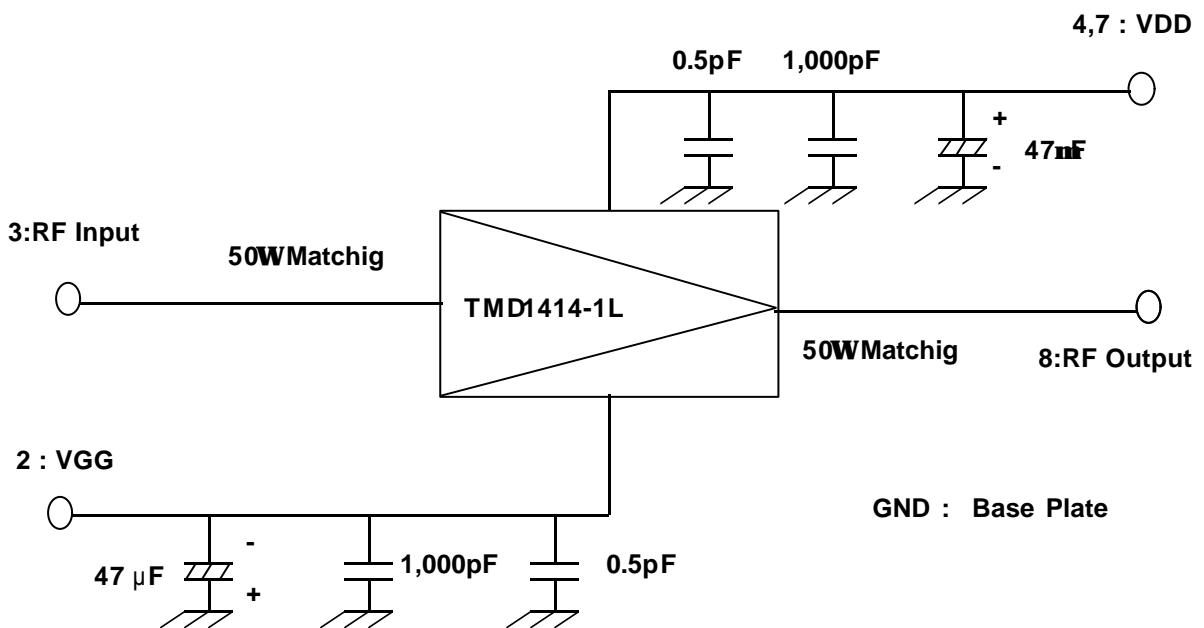 4,7 : VDD
0.5pF 1,000pF
+
47mF
-
3:RF Input
50WMatchig
TMD1414-1L
50WMatchig
8:RF Output
2 : VGG
GND : Base Plate
-
47 µF 1,000pF 0.5pF
+